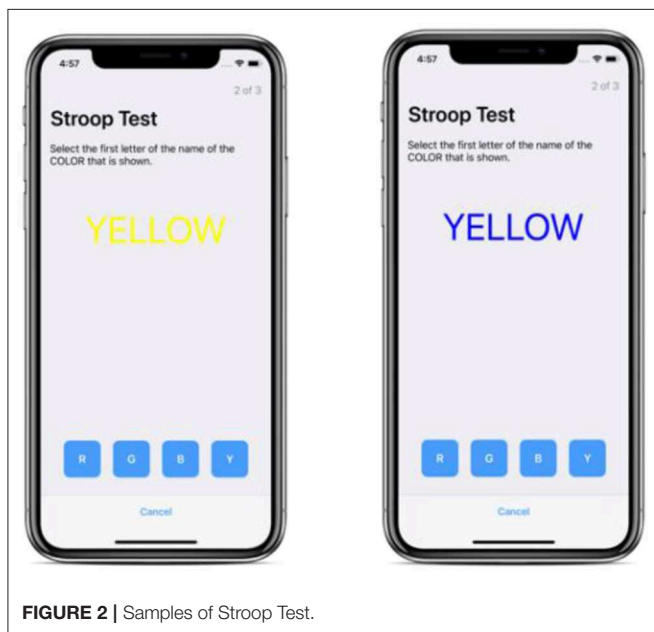 4:57
2 of 3
Stroop Test
Select the first letter of the name of the
COLOR that is shown.
YELLOW
R G B Y
Cancel
4:57
2 of 3
Stroop Test
Select the first letter of the name of the
COLOR that is shown.
YELLOW
R G B Y
Cancel
FIGURE 2 | Samples of Stroop Test.